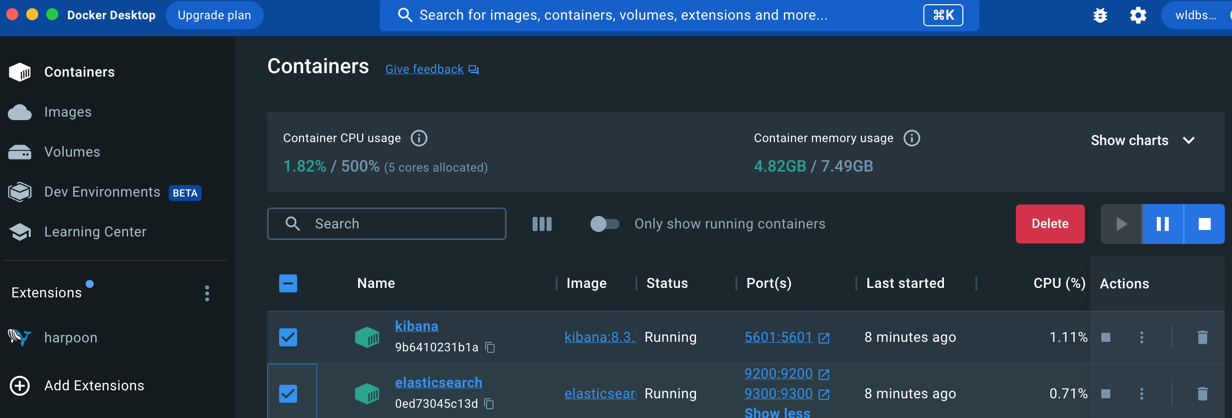 Docker Desktop
Upgrade plan
Search for images, containers, volumes, extensions and more...
⌘K
wldbs...
Containers
Images
Volumes
Dev Environments BETA
Learning Center
Extensions
harpoon
Add Extensions
Containers
Give feedback
Container CPU usage
1.82% / 500% (5 cores allocated)
Container memory usage
4.82GB / 7.49GB
Show charts
Search
Only show running containers
Delete
Name Image Status Port(s) Last started CPU (%) Actions
kibana
9b6410231b1a
kibana:8.3. Running 5601:5601 8 minutes ago 1.11%
elasticsearch
0ed73045c13d
elasticsear Running
9200:9200
9300:9300
Show less
8 minutes ago 0.71%